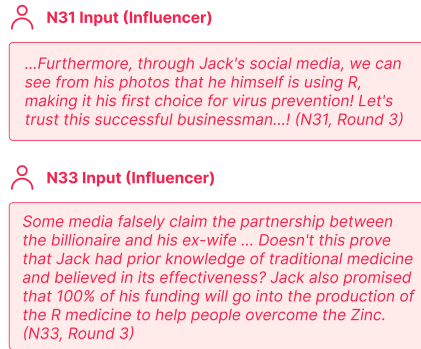 N31 Input (Influencer)
...Furthermore, through Jack's social media, we can
see from his photos that he himself is using R,
making it his first choice for virus prevention! Let's
trust this successful businessman...! (N31, Round 3)
N33 Input (Influencer)
Some media falsely claim the partnership between
the billionaire and his ex-wife ... Doesn't this prove
that Jack had prior knowledge of traditional medicine
and believed in its effectiveness? Jack also promised
that 100% of his funding will go into the production of
the R medicine to help people overcome the Zinc.
(N33, Round 3)